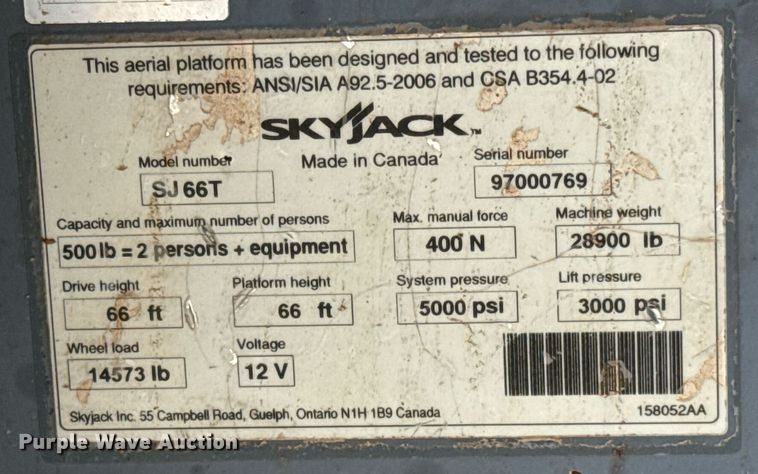 This aerial platform has been designed and tested to the following
requirements: ANSI/SIA A92.5-2006 and CSA B354.4-02
SKYJACK™
Model number
Made in Canada
Serial number
SJ 66T
97000769
Capacity and maximum number of persons
Max. manual force
Machine weight
500 lb = 2 persons + equipment
400 N
28900 lb
Drive height
Platform height
System pressure
Lift pressure
66 ft
66 ft
5000 psi
3000 psi
Wheel load
Voltage
14573 lb
12 V
Skyjack Inc. 55 Campbell Road, Guelph, Ontario N1H 1B9 Canada
158052AA
Purple Wave Auction